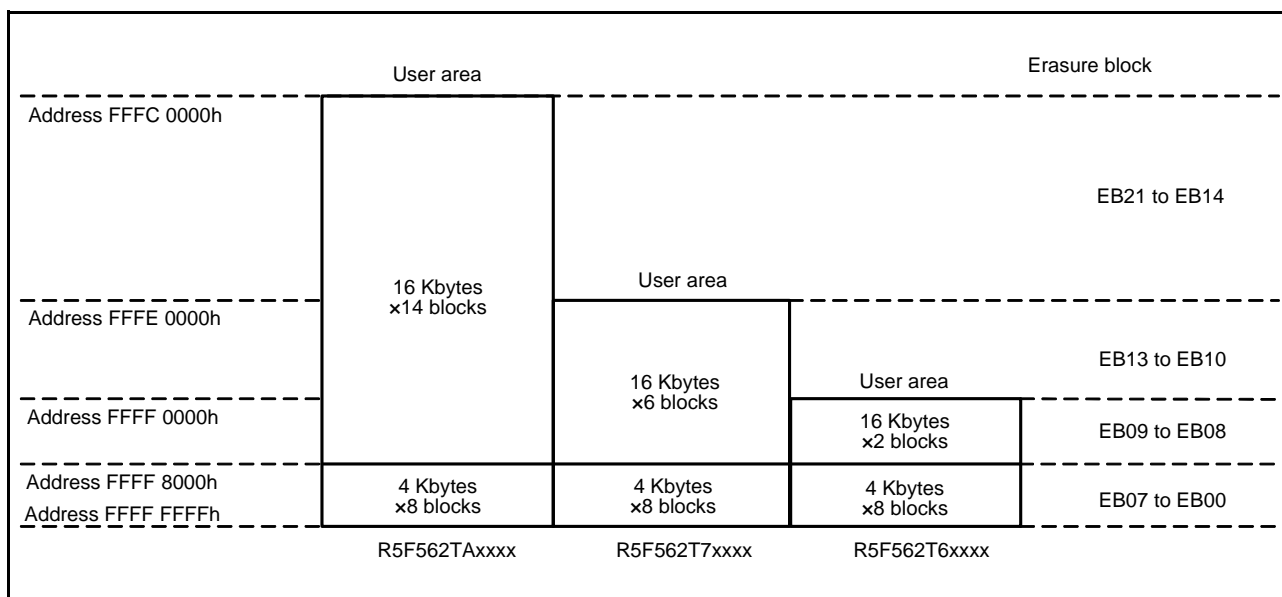 Erasure block
User area
Address FFFC 0000h
EB21 to EB14
User area
16 Kbytes
×14 blocks
Address FFFE 0000h
EB13 to EB10
User area
16 Kbytes
×6 blocks
Address FFFF 0000h
16 Kbytes
×2 blocks
EB09 to EB08
Address FFFF 8000h
4 Kbytes
×8 blocks
4 Kbytes
×8 blocks
4 Kbytes
×8 blocks
EB07 to EB00
Address FFFF FFFFh
R5F562TAxxxx
R5F562T7xxxx
R5F562T6xxxx